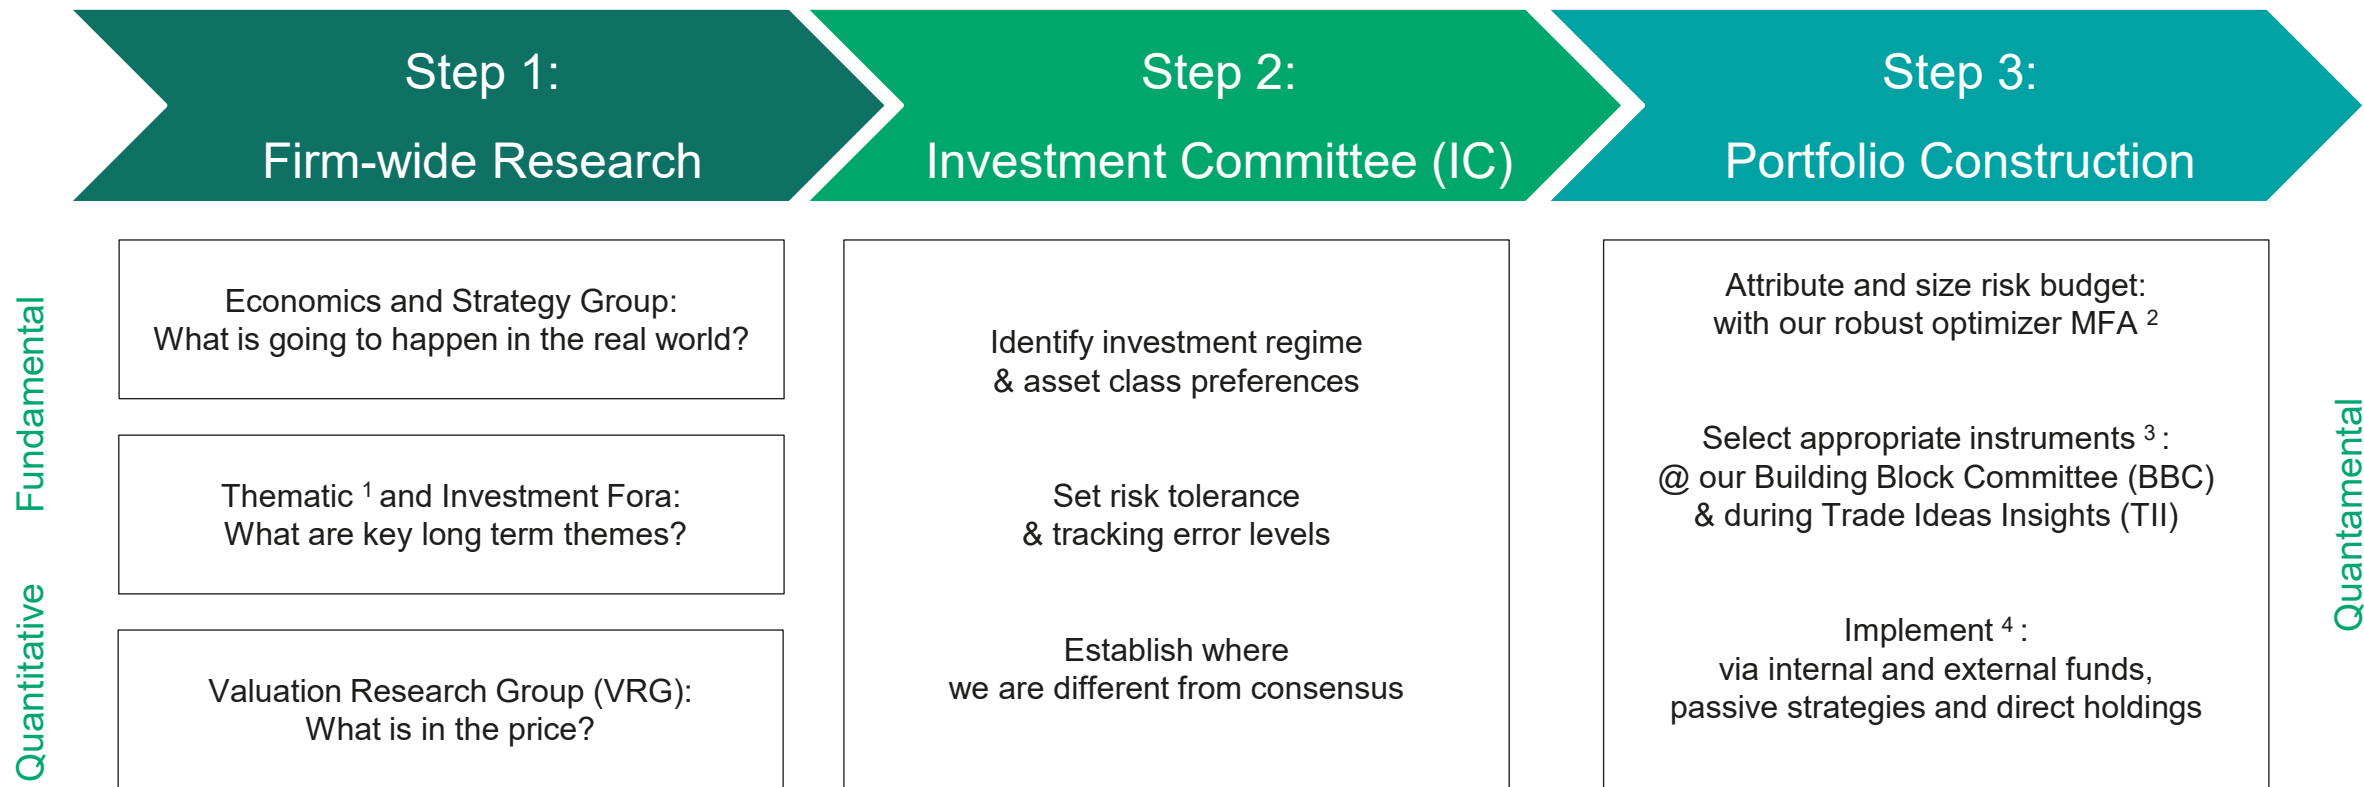 Step 1:
Firm-wide Research
Step 2:
Investment Committee (IC)
Step 3:
Portfolio Construction
Fundamental
Quantitative
Economics and Strategy Group:
What is going to happen in the real world?
Thematic 1 and Investment Fora:
What are key long term themes?
Valuation Research Group (VRG):
What is in the price?
Identify investment regime
& asset class preferences
Set risk tolerance
& tracking error levels
Establish where
we are different from consensus
Attribute and size risk budget:
with our robust optimizer MFA 2
Select appropriate instruments 3 :
@ our Building Block Committee (BBC)
& during Trade Ideas Insights (TII)
Implement 4 :
via internal and external funds,
passive strategies and direct holdings
Quantamental